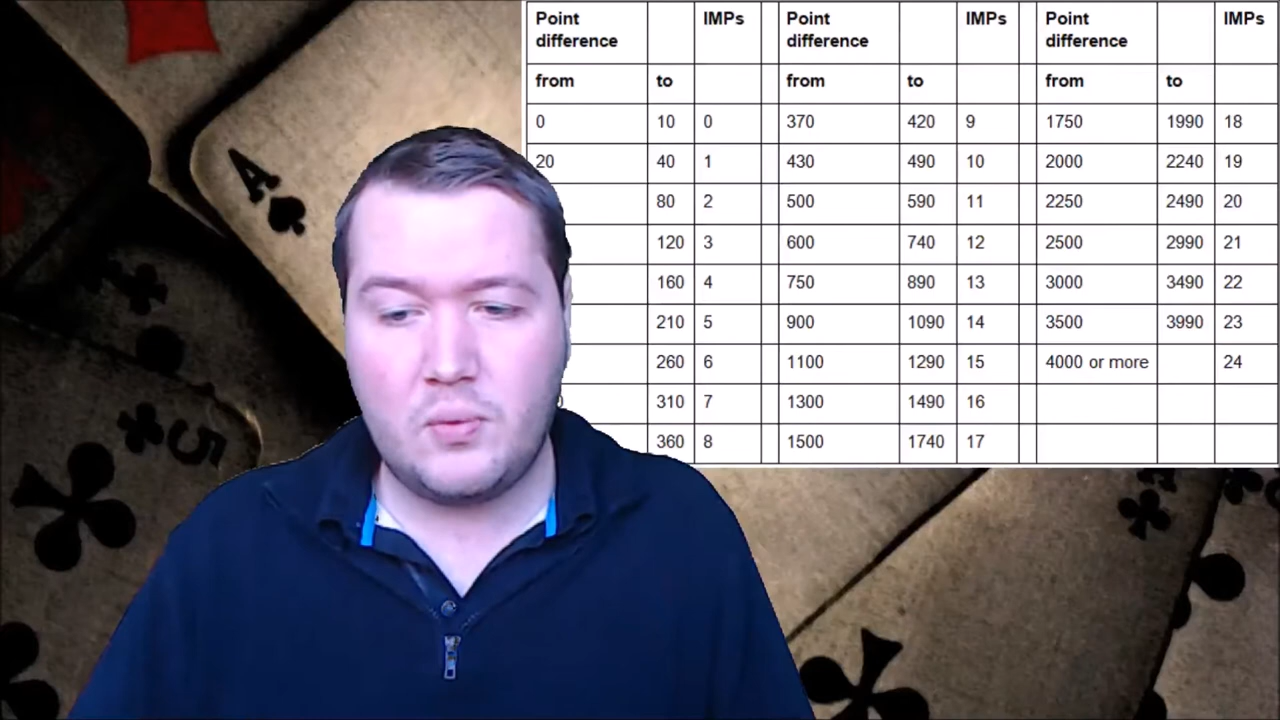 Point difference IMPs Point difference IMPs Point difference IMPs
from to from to from to
0 10 0 370 420 9 1750 1990 18
20 40 1 430 490 10 2000 2240 19
80 2 500 590 11 2250 2490 20
120 3 600 740 12 2500 2990 21
160 4 750 890 13 3000 3490 22
210 5 900 1090 14 3500 3990 23
260 6 1100 1290 15 4000 or more 24
310 7 1300 1490 16
360 8 1500 1740 17
A
5